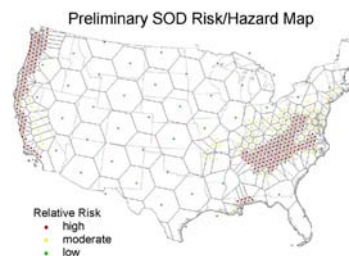 Preliminary SOD Risk/Hazard Map
Relative Risk
high
moderate
low